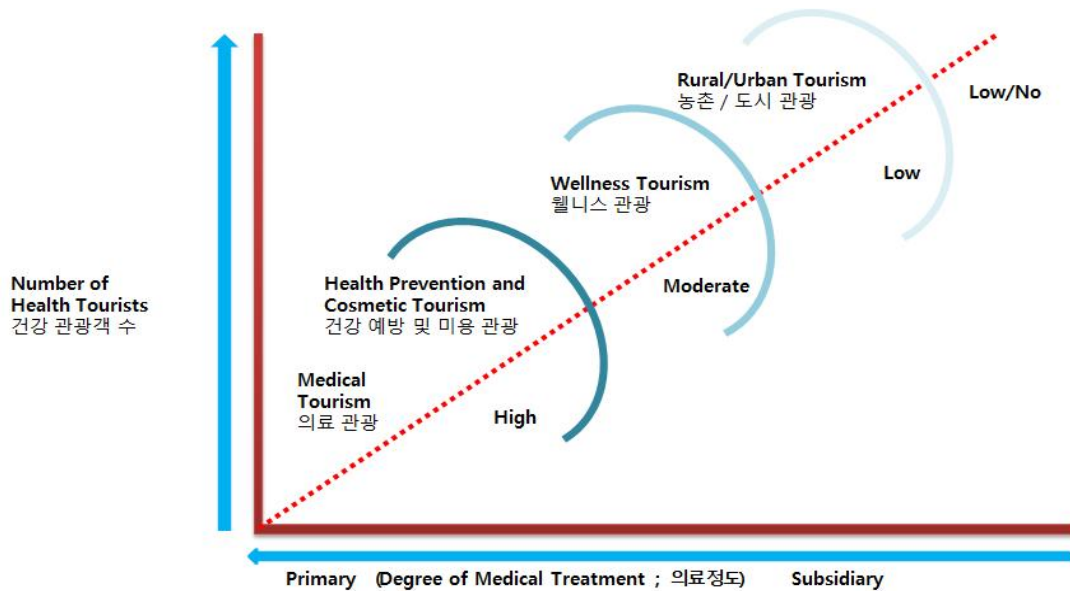 Rural/Urban Tourism
농촌 / 도시 관광
Low/No
Low
Wellness Tourism
웰니스 관광
Moderate
Number of
Health Tourists
건강 관광객 수
Health Prevention and
Cosmetic Tourism
건강 예방 및 미용 관광
Medical
Tourism
의료 관광
High
Primary (Degree of Medical Treatment ; 의료정도) Subsidiary